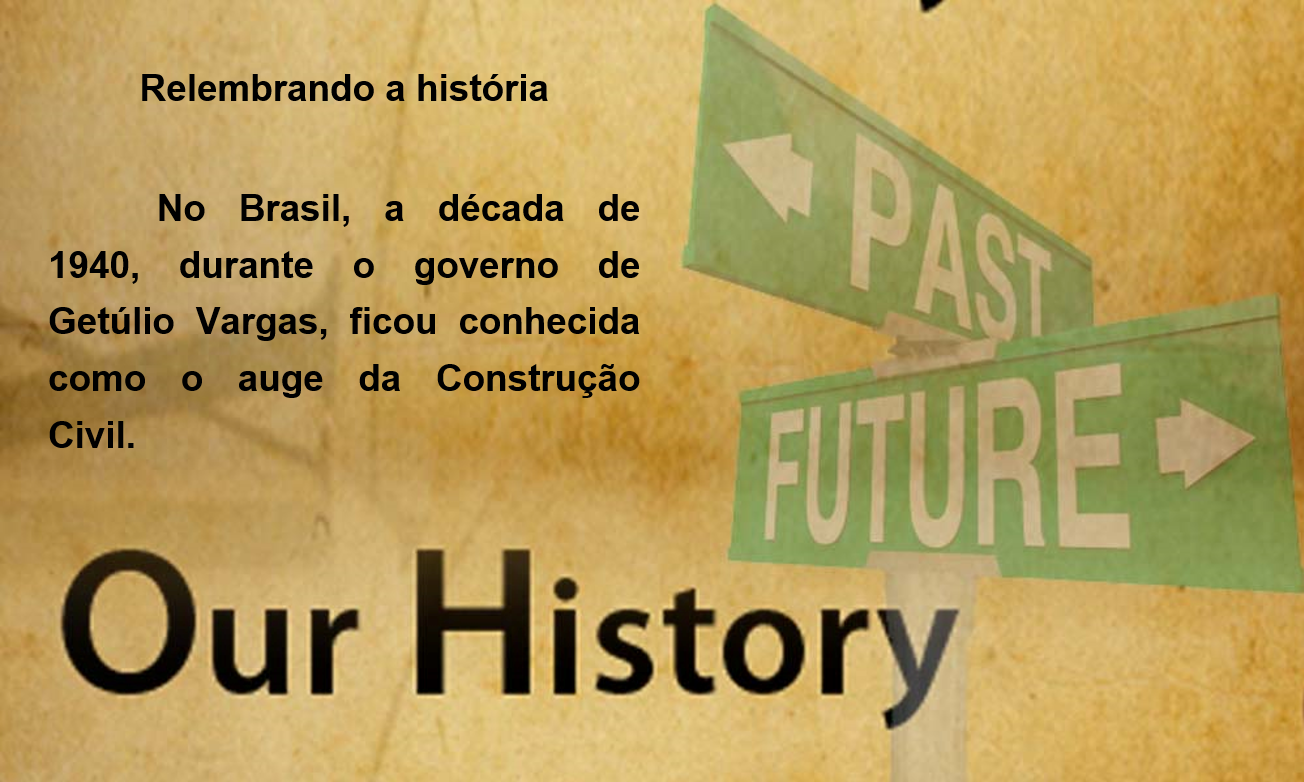 Relembrando a história
No Brasil, a década de
1940, durante o governo de
Getúlio Vargas, ficou conhecida
como o auge da Construção
Civil.
PAST
FUTURE
Our History